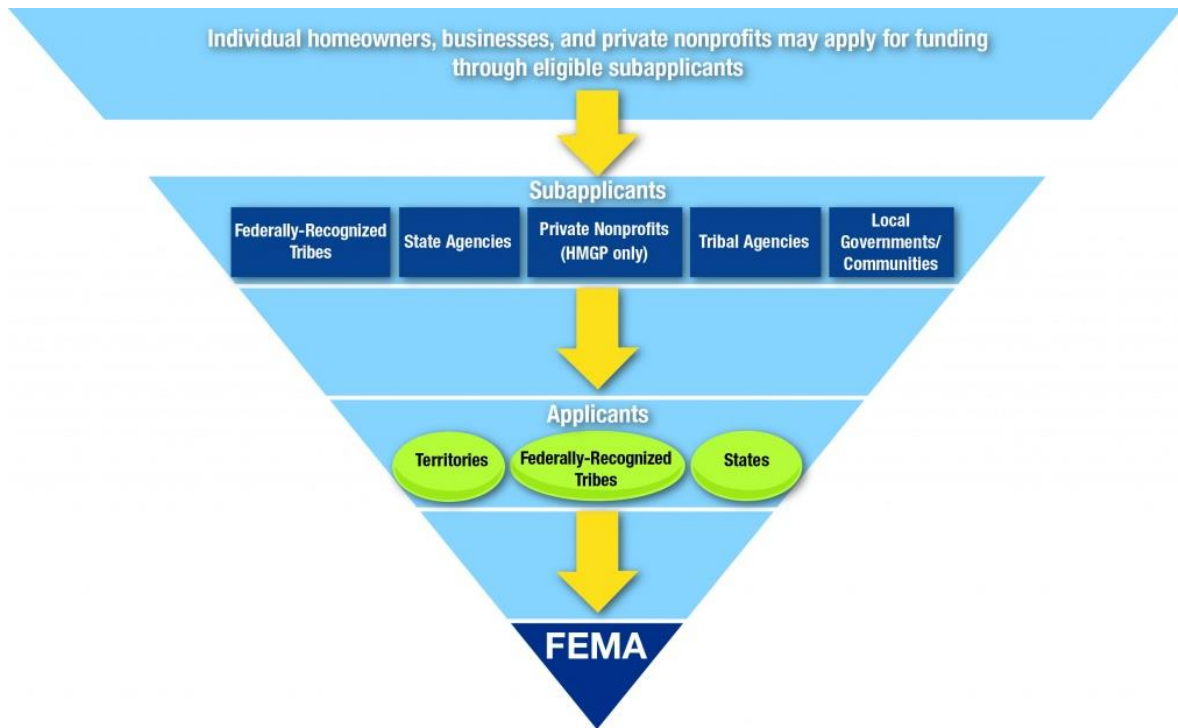 Individual homeowners, businesses, and private nonprofits may apply for funding
through eligible subapplicants
Subapplicants
Federally-Recognized
Tribes
State Agencies
Private Nonprofits
(HMGP only)
Tribal Agencies
Local
Governments/
Communities
Applicants
Territories
Federally-Recognized
Tribes
States
FEMA